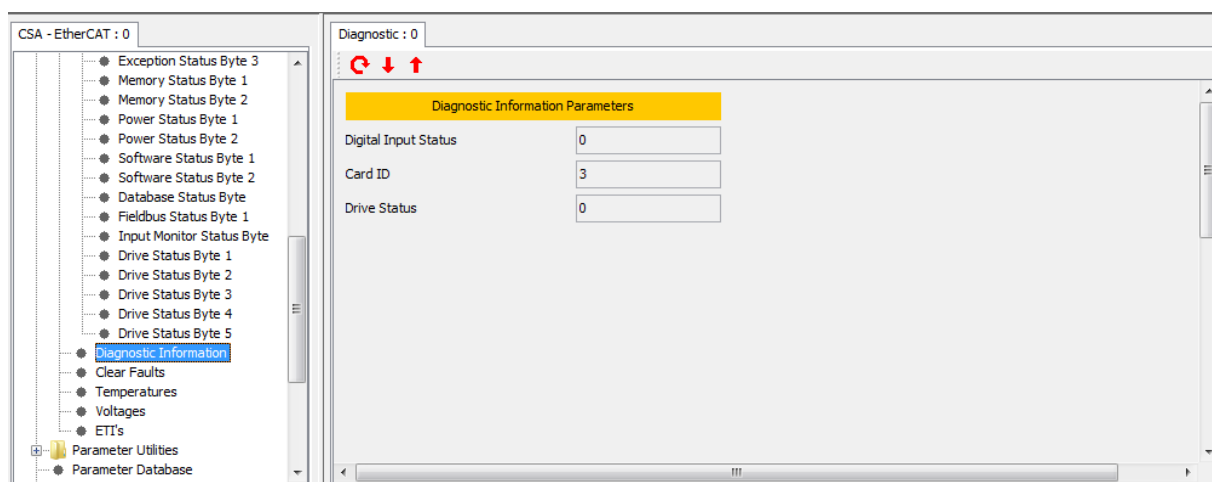 CSA - EtherCAT : 0
Exception Status Byte 3
Memory Status Byte 1
Memory Status Byte 2
Power Status Byte 1
Power Status Byte 2
Software Status Byte 1
Software Status Byte 2
Database Status Byte
Fieldbus Status Byte 1
Input Monitor Status Byte
Drive Status Byte 1
Drive Status Byte 2
Drive Status Byte 3
Drive Status Byte 4
Drive Status Byte 5
Diagnostic Information
Clear Faults
Temperatures
Voltages
ETI's
Parameter Utilities
Parameter Database
Diagnostic : 0
Diagnostic Information Parameters
Digital Input Status 0
Card ID 3
Drive Status 0